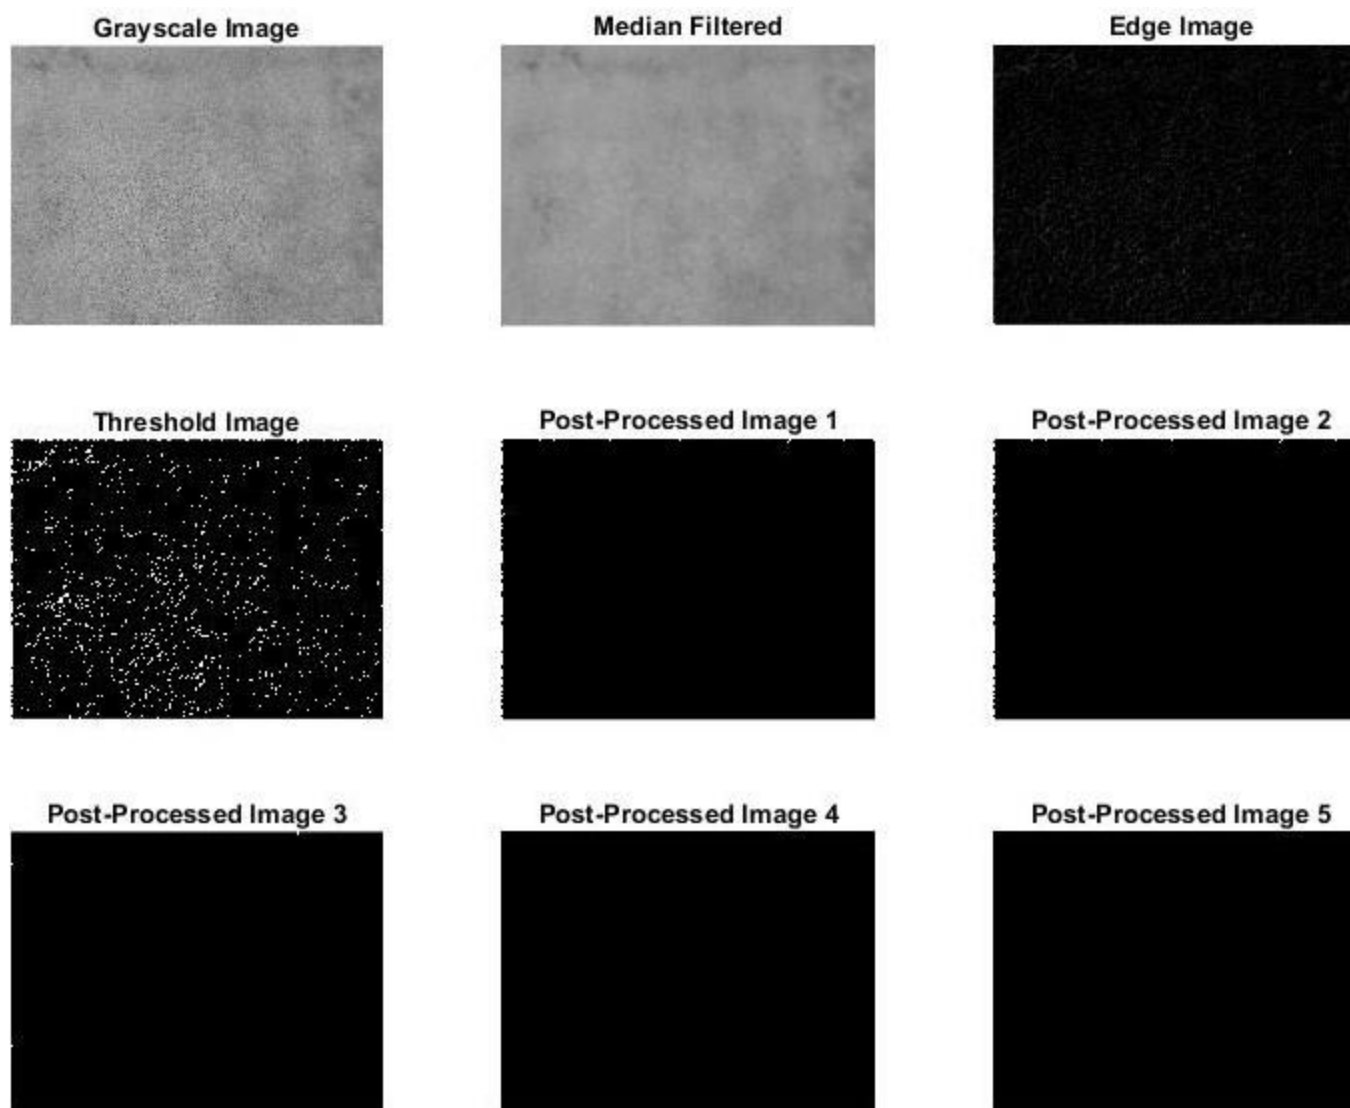 Grayscale Image
Median Filtered
Edge Image
Threshold Image
Post-Processed Image 1
Post-Processed Image 2
Post-Processed Image 3
Post-Processed Image 4
Post-Processed Image 5